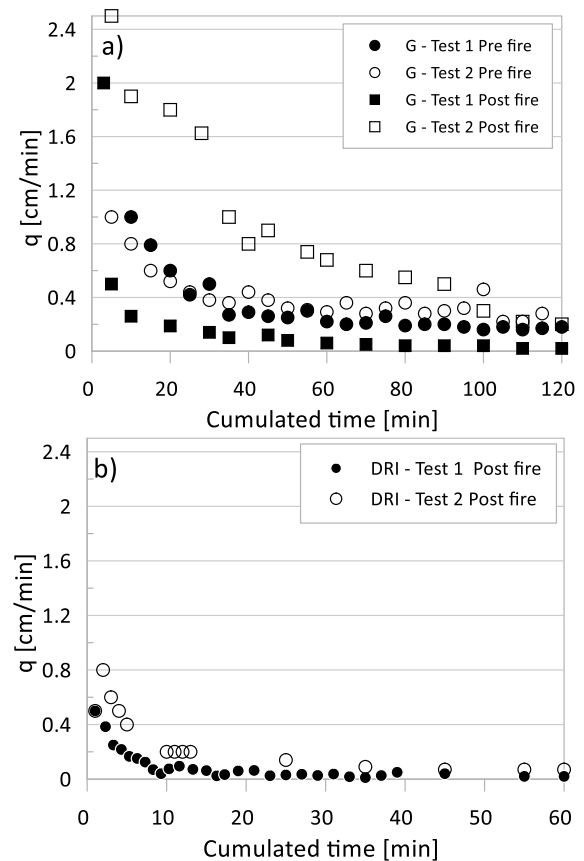 2.4
a)
G - Test 1 Pre fire
G - Test 2 Pre fire
G - Test 1 Post fire
G - Test 2 Post fire
2
1.6
1.2
0.8
0.4
0
q [cm/min]
0 20 40 60 80 100 120
Cumulated time [min]
2.4
b)
DRI - Test 1 Post fire
DRI - Test 2 Post fire
2
1.6
1.2
0.8
0.4
0
q [cm/min]
0 10 20 30 40 50 60
Cumulated time [min]